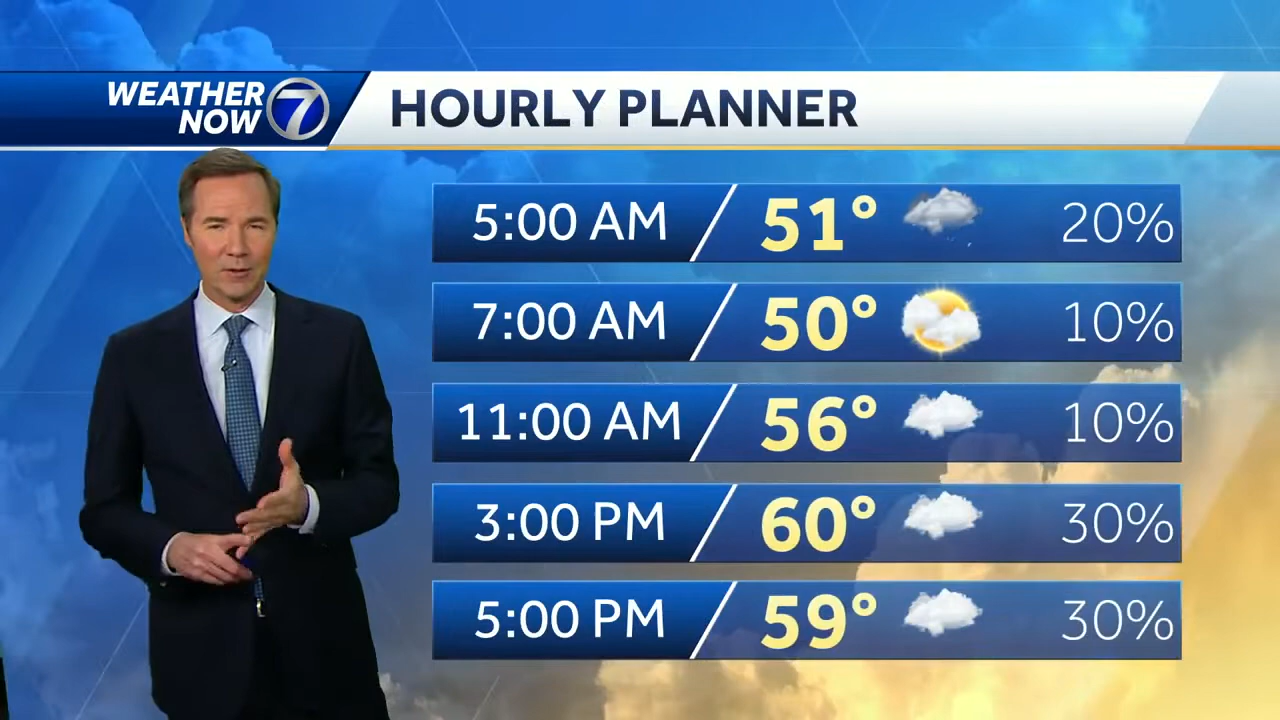 WEATHER
NOW 7
HOURLY PLANNER
5:00 AM 51° 20%
7:00 AM 50° 10%
11:00 AM 56° 10%
3:00 PM 60° 30%
5:00 PM 59° 30%